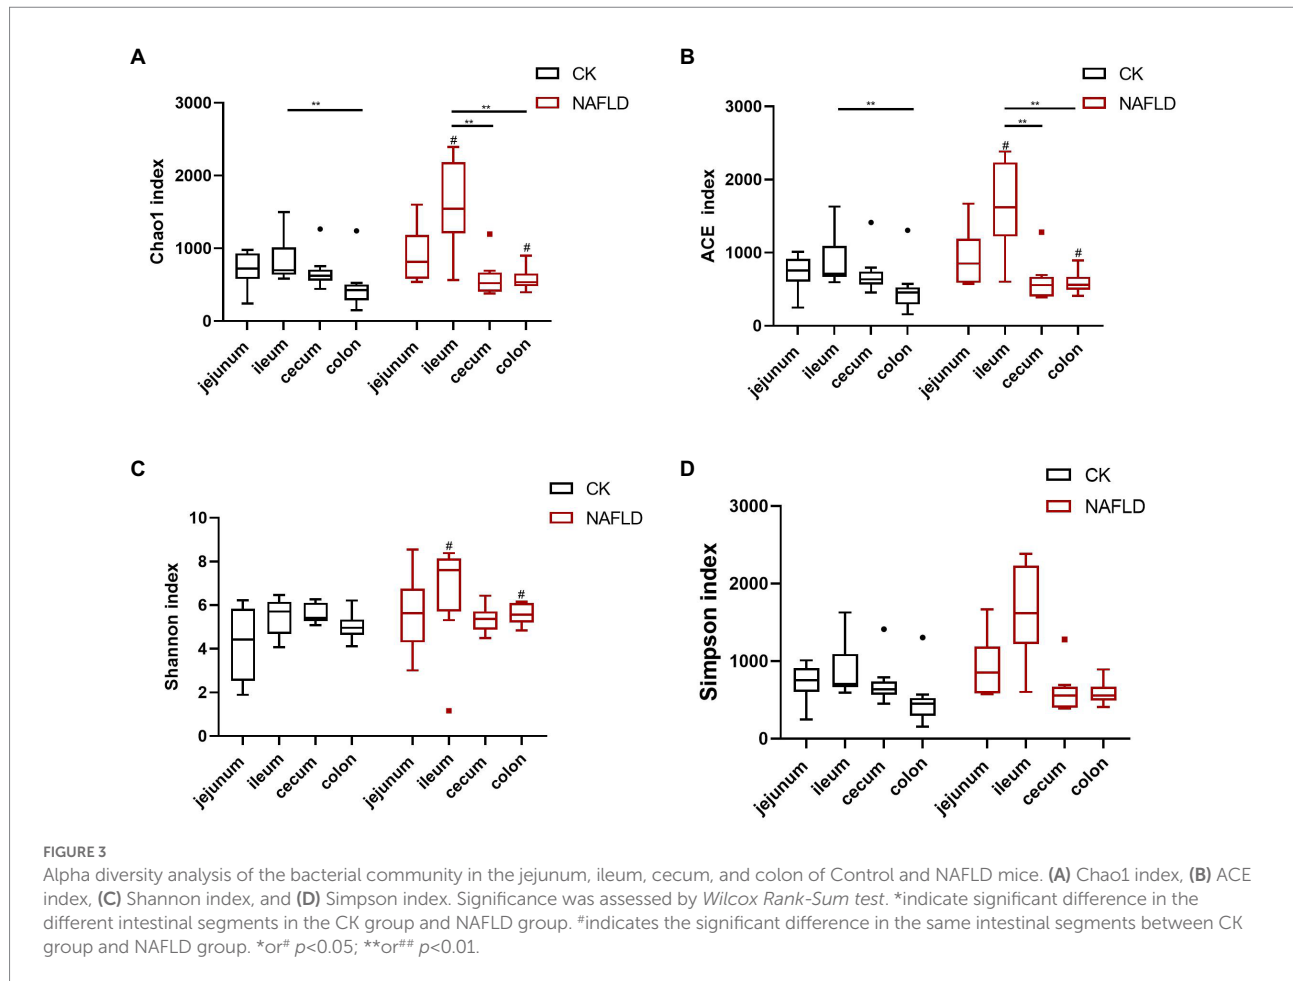 A
CK
NAFLD
Chao1 index
3000
2000
1000
0
**
**
**
#
#
jejunum
ileum
cecum
colon
jejunum
ileum
cecum
colon
B
CK
NAFLD
ACE index
3000
2000
1000
0
**
**
**
#
#
jejunum
ileum
cecum
colon
jejunum
ileum
cecum
colon
C
CK
NAFLD
Shannon index
10
8
6
4
2
0
#
#
jejunum
ileum
cecum
colon
jejunum
ileum
cecum
colon
D
CK
NAFLD
Simpson index
3000
2000
1000
0
jejunum
ileum
cecum
colon
jejunum
ileum
cecum
colon
FIGURE 3
Alpha diversity analysis of the bacterial community in the jejunum, ileum, cecum, and colon of Control and NAFLD mice. (A) Chao1 index, (B) ACE
index, (C) Shannon index, and (D) Simpson index. Significance was assessed by Wilcox Rank-Sum test. *indicate significant difference in the
different intestinal segments in the CK group and NAFLD group. #indicates the significant difference in the same intestinal segments between CK
group and NAFLD group. *or# p<0.05; **or## p<0.01.